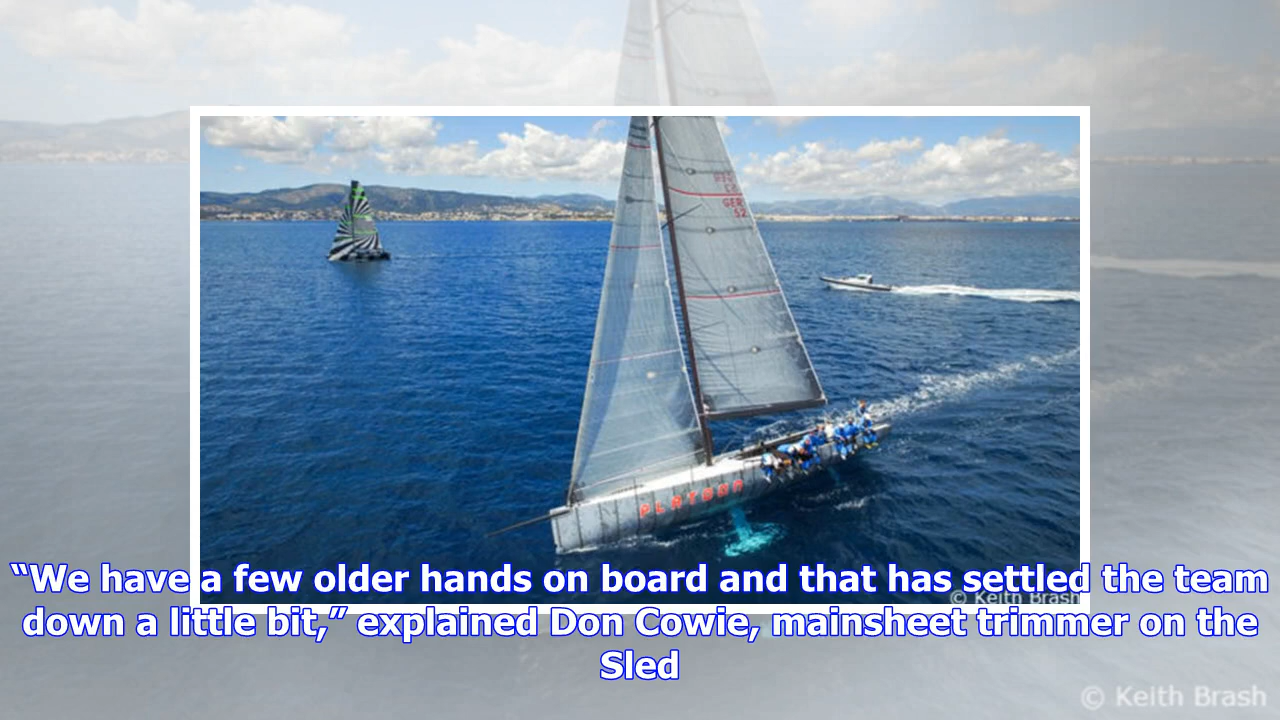 GER
52
PLATOON
© Keith Brash
“We have a few older hands on board and that has settled the team
down a little bit,” explained Don Cowie, mainsheet trimmer on the
Sled
© Keith Brash